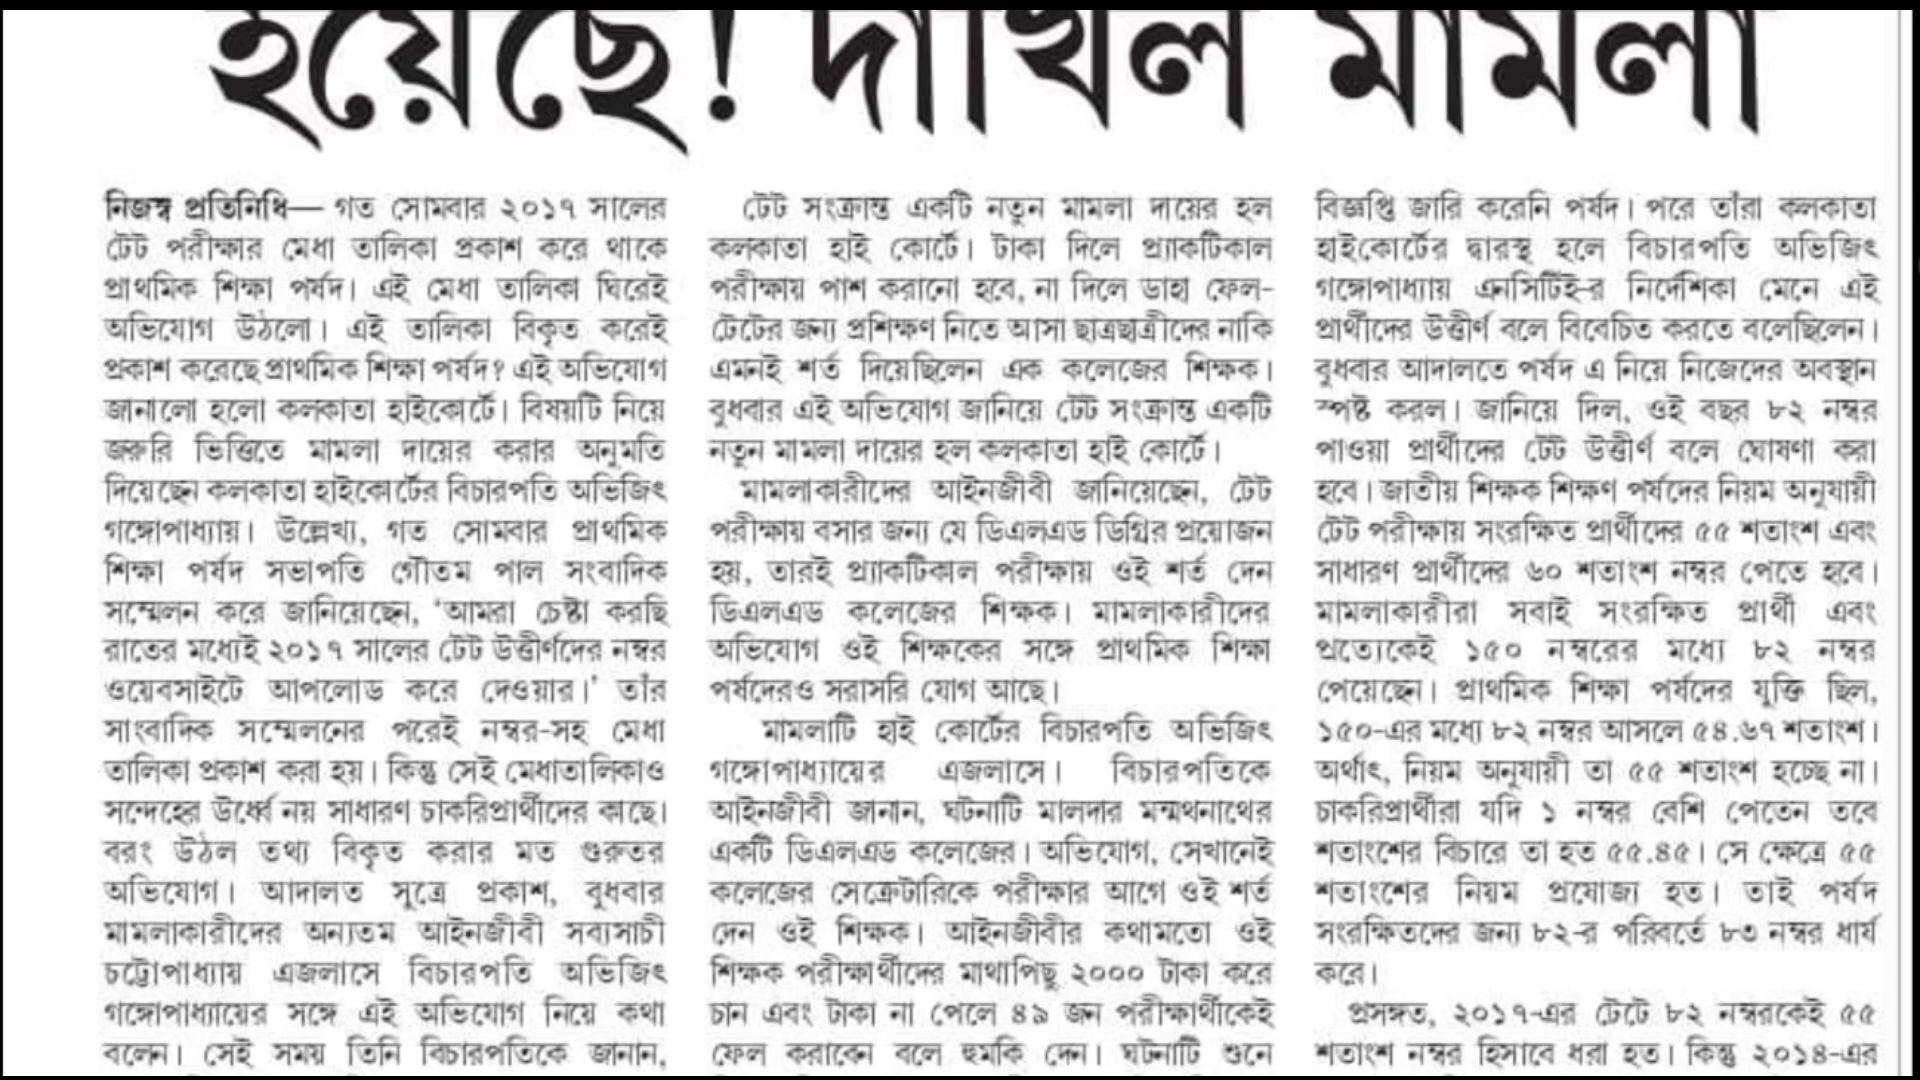 হয়েছে! দাখিল মামলা
নিজস্ব প্রতিনিধি— গত সোমবার ২০১৭ সালের
টেট পরীক্ষার মেধা তালিকা প্রকাশ করে থাকে
প্রাথমিক শিক্ষা পর্ষদ। এই মেধা তালিকা ঘিরেই
অভিযোগ উঠলো। এই তালিকা বিকৃত করেই
প্রকাশ করেছে প্রাথমিক শিক্ষা পর্ষদ? এই অভিযোগ
জানালো হলো কলকাতা হাইকোর্টে। বিষয়টি নিয়ে
জরুরি ভিত্তিতে মামলা দায়ের করার অনুমতি
দিয়েছেন কলকাতা হাইকোর্টের বিচারপতি অভিজিৎ
গঙ্গোপাধ্যায়। উল্লেখ্য, গত সোমবার প্রাথমিক
শিক্ষা পর্ষদ সভাপতি গৌতম পাল সংবাদিক
সম্মেলন করে জানিয়েছেন, 'আমরা চেষ্টা করছি
রাতের মধ্যেই ২০১৭ সালের টেট উত্তীর্ণদের নম্বর
ওয়েবসাইটে আপলোড করে দেওয়ার।' তাঁর
সাংবাদিক সম্মেলনের পরেই নম্বর-সহ মেধা
তালিকা প্রকাশ করা হয়। কিন্তু সেই মেধাতালিকাও
সন্দেহের উর্ধ্বে নয় সাধারণ চাকরিপ্রার্থীদের কাছে।
বরং উঠল তথ্য বিকৃত করার মত গুরুতর
অভিযোগ। আদালত সূত্রে প্রকাশ, বুধবার
মামলাকারীদের অন্যতম আইনজীবী সব্যসাচী
চট্টোপাধ্যায় এজলাসে বিচারপতি অভিজিৎ
গঙ্গোপাধ্যায়ের সঙ্গে এই অভিযোগ নিয়ে কথা
বলেন। সেই সময় তিনি বিচারপতিকে জানান,
টেট সংক্রান্ত একটি নতুন মামলা দায়ের হল
কলকাতা হাই কোর্টে। টাকা দিলে প্র্যাকটিকাল
পরীক্ষায় পাশ করানো হবে, না দিলে ডাহা ফেল-
টেটের জন্য প্রশিক্ষণ নিতে আসা ছাত্রছাত্রীদের নাকি
এমনই শর্ত দিয়েছিলেন এক কলেজের শিক্ষক।
বুধবার এই অভিযোগ জানিয়ে টেট সংক্রান্ত একটি
নতুন মামলা দায়ের হল কলকাতা হাই কোর্টে।
মামলাকারীদের আইনজীবী জানিয়েছেন, টেট
পরীক্ষায় বসার জন্য যে ডিএলএড ডিগ্রির প্রয়োজন
হয়, তারই প্র্যাকটিকাল পরীক্ষায় ওই শর্ত দেন
ডিএলএড কলেজের শিক্ষক। মামলাকারীদের
অভিযোগ ওই শিক্ষকের সঙ্গে প্রাথমিক শিক্ষা
পর্ষদেরও সরাসরি যোগ আছে।
মামলাটি হাই কোর্টের বিচারপতি অভিজিৎ
গঙ্গোপাধ্যায়ের এজলাসে। বিচারপতিকে
আইনজীবী জানান, ঘটনাটি মালদার মন্মথনাথের
একটি ডিএলএড কলেজের। অভিযোগ, সেখানেই
কলেজের সেক্রেটারিকে পরীক্ষার আগে ওই শর্ত
দেন ওই শিক্ষক। আইনজীবীর কথামতো ওই
শিক্ষক পরীক্ষার্থীদের মাথাপিছু ২০০০ টাকা করে
চান এবং টাকা না পেলে ৪৯ জন পরীক্ষার্থীকেই
ফেল করাবেন বলে হুমকি দেন। ঘটনাটি শুনে
বিজ্ঞপ্তি জারি করেনি পর্ষদ। পরে তাঁরা কলকাতা
হাইকোর্টের দ্বারস্থ হলে বিচারপতি অভিজিৎ
গঙ্গোপাধ্যায় এনসিটিই-র নির্দেশিকা মেনে এই
প্রার্থীদের উত্তীর্ণ বলে বিবেচিত করতে বলেছিলেন।
বুধবার আদালতে পর্ষদ এ নিয়ে নিজেদের অবস্থান
স্পষ্ট করল। জানিয়ে দিল, ওই বছর ৮২ নম্বর
পাওয়া প্রার্থীদের টেট উত্তীর্ণ বলে ঘোষণা করা
হবে। জাতীয় শিক্ষক শিক্ষণ পর্ষদের নিয়ম অনুযায়ী
টেট পরীক্ষায় সংরক্ষিত প্রার্থীদের ৫৫ শতাংশ এবং
সাধারণ প্রার্থীদের ৬০ শতাংশ নম্বর পেতে হবে।
মামলাকারীরা সবাই সংরক্ষিত প্রার্থী এবং
প্রত্যেকেই ১৫০ নম্বরের মধ্যে ৮২ নম্বর
পেয়েছেন। প্রাথমিক শিক্ষা পর্ষদের যুক্তি ছিল,
১৫০-এর মধ্যে ৮২ নম্বর আসলে ৫৪.৬৭ শতাংশ।
অর্থাৎ, নিয়ম অনুযায়ী তা ৫৫ শতাংশ হচ্ছে না।
চাকরিপ্রার্থীরা যদি ১ নম্বর বেশি পেতেন তবে
শতাংশের বিচারে তা হত ৫৫.৪৫। সে ক্ষেত্রে ৫৫
শতাংশের নিয়ম প্রযোজ্য হত। তাই পর্ষদ
সংরক্ষিতদের জন্য ৮২-র পরিবর্তে ৮৩ নম্বর ধার্য
করে।
প্রসঙ্গত, ২০১৭-এর টেটে ৮২ নম্বরকেই ৫৫
শতাংশ নম্বর হিসাবে ধরা হত। কিন্তু ২০১৪-এর